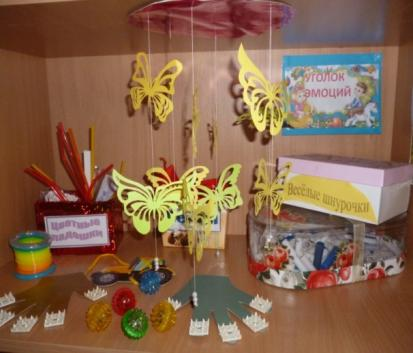 УГОЛОК
ЭМОЦИЙ
Весёлые шнурочки
Цветные
ладошки